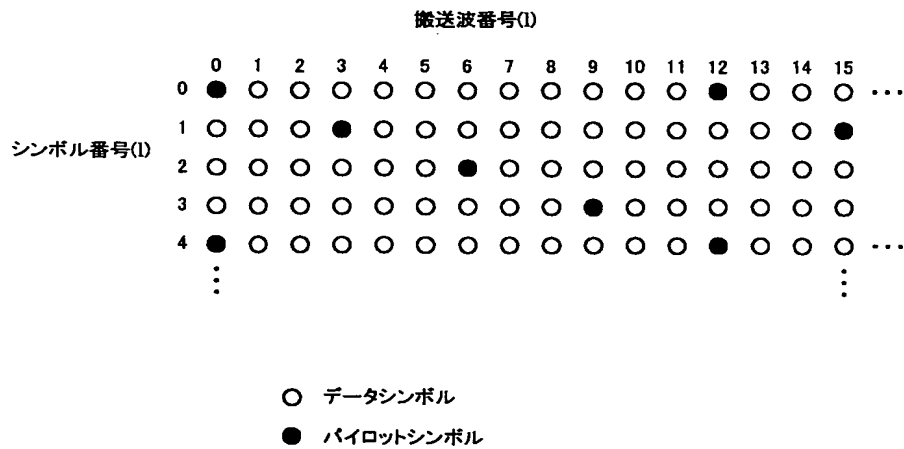 搬送波番号(l)
0 1 2 3 4 5 6 7 8 9 10 11 12 13 14 15
0 ･･･
1
シンボル番号(l)
2
3
4 ･･･
データシンボル
パイロットシンボル